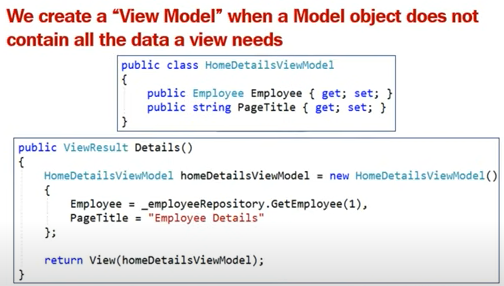 We create a “View Model” when a Model object does not
contain all the data a view needs
public class HomeDetailsViewModel
{
public Employee Employee { get; set; }
public string PageTitle { get; set; }
}
public ViewResult Details()
{
HomeDetailsViewModel homeDetailsViewModel = new HomeDetailsViewModel()
{
Employee = _employeeRepository.GetEmployee(1),
PageTitle = "Employee Details"
};
return View(homeDetailsViewModel);
}